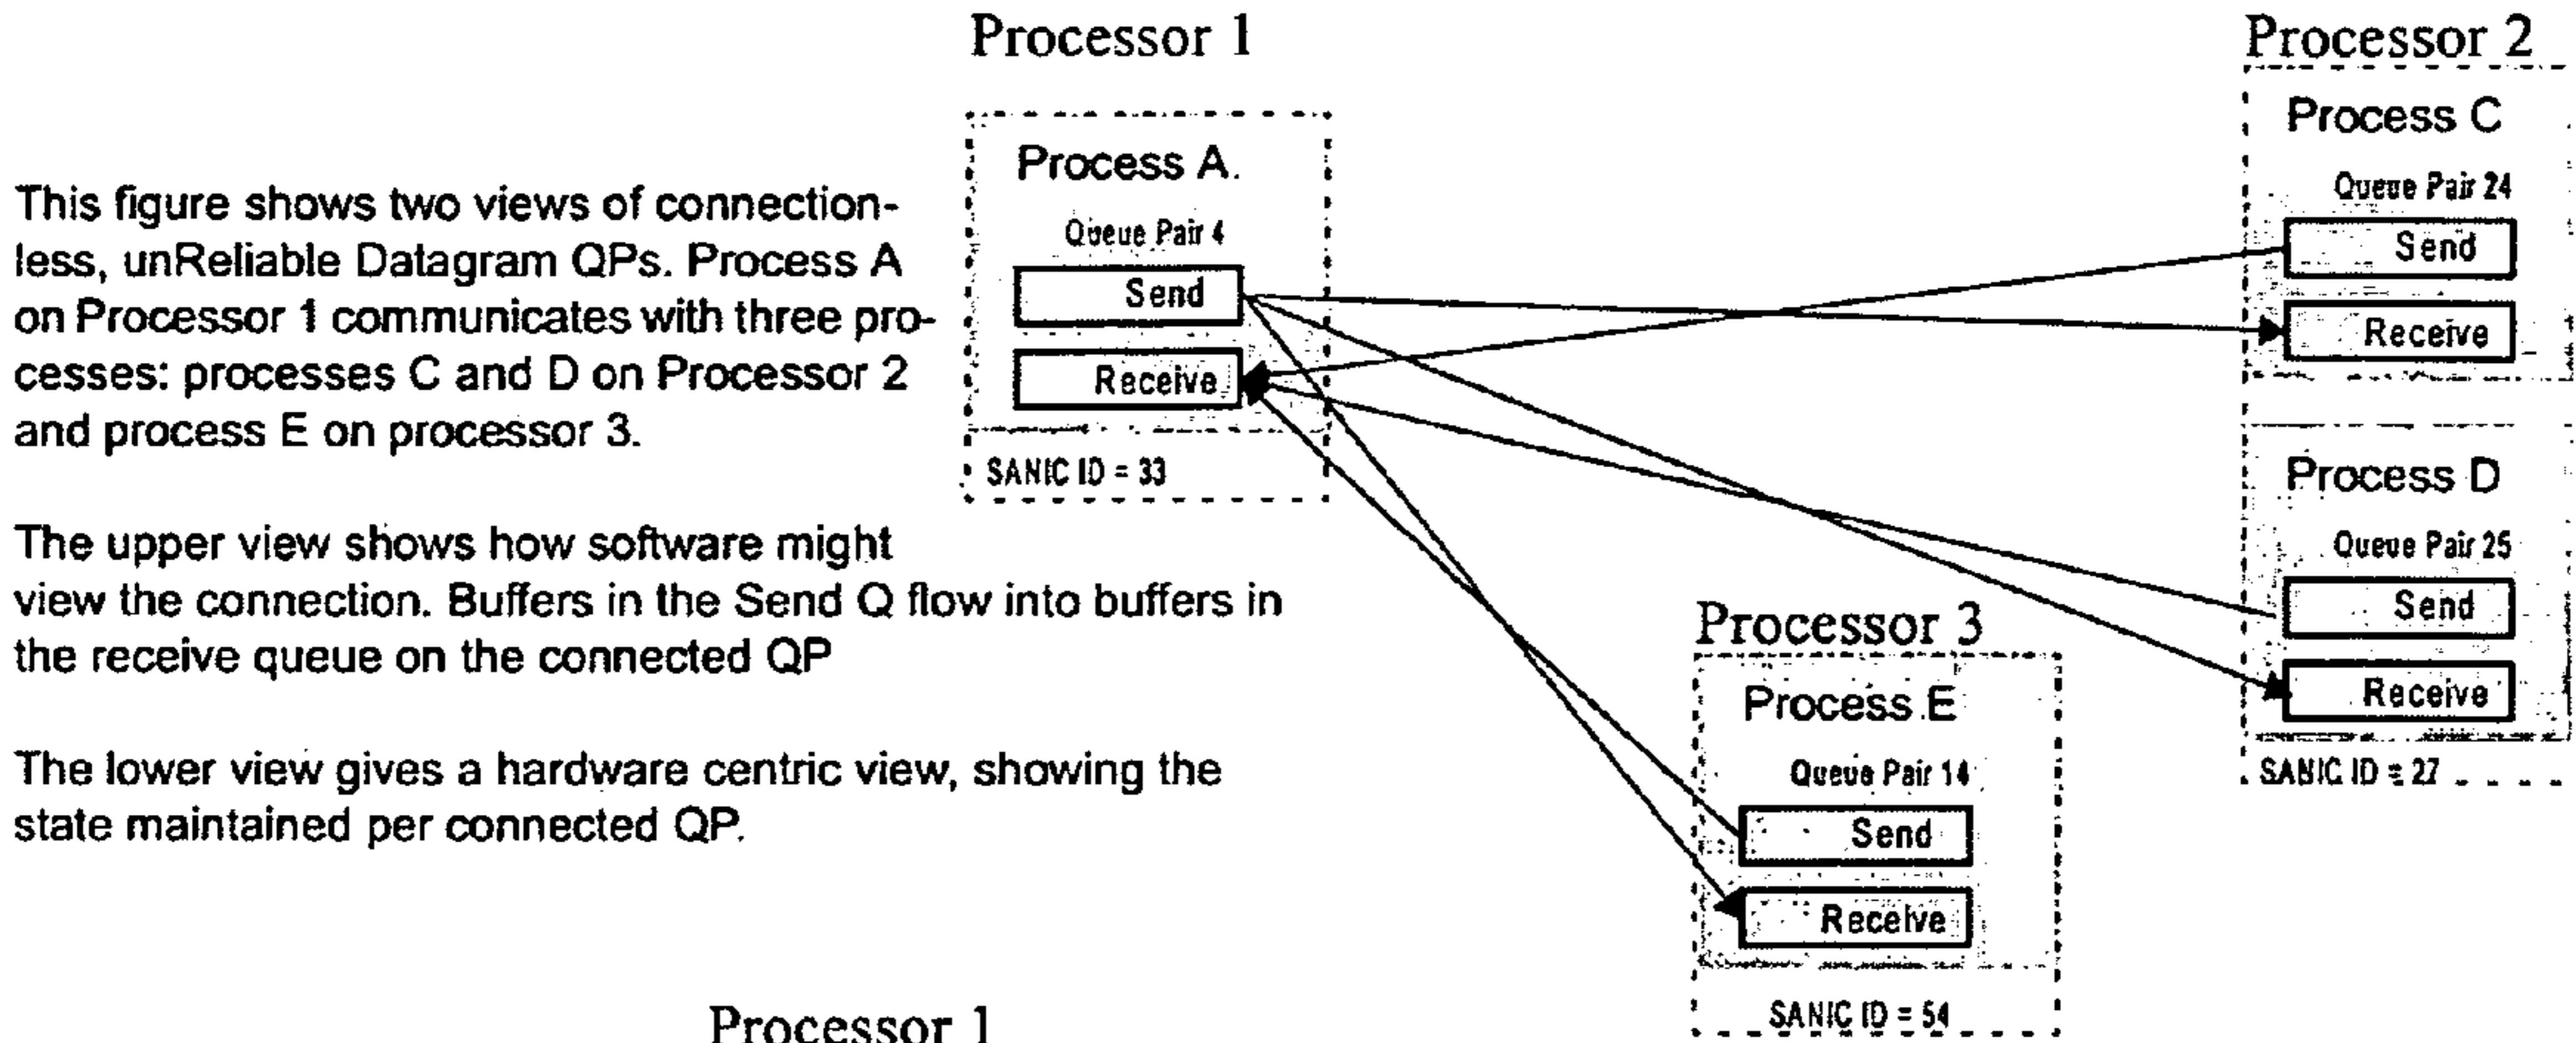 Processor 1
Processor 2
Process C
Process A.
Queue Pair 24
This figure shows two views of connection-
less, unReliable Datagram QPs. Process A
on Processor 1 communicates with three pro-
cesses: processes C and D on Processor 2
and process E on processor 3.
Queue Pair 4
Send
Send
Receive
Receive
SANIC ID = 33
Process D
Queue Pair 25
The upper view shows how software might
view the connection. Buffers in the Send Q flow into buffers in
the receive queue on the connected QP
Send
Receive
SANIC ID = 27
Processor 3
Process E
Queue Pair 14
Send
Receive
SANIC ID = 54
The lower view gives a hardware centric view, showing the
state maintained per connected QP.
Processor 1